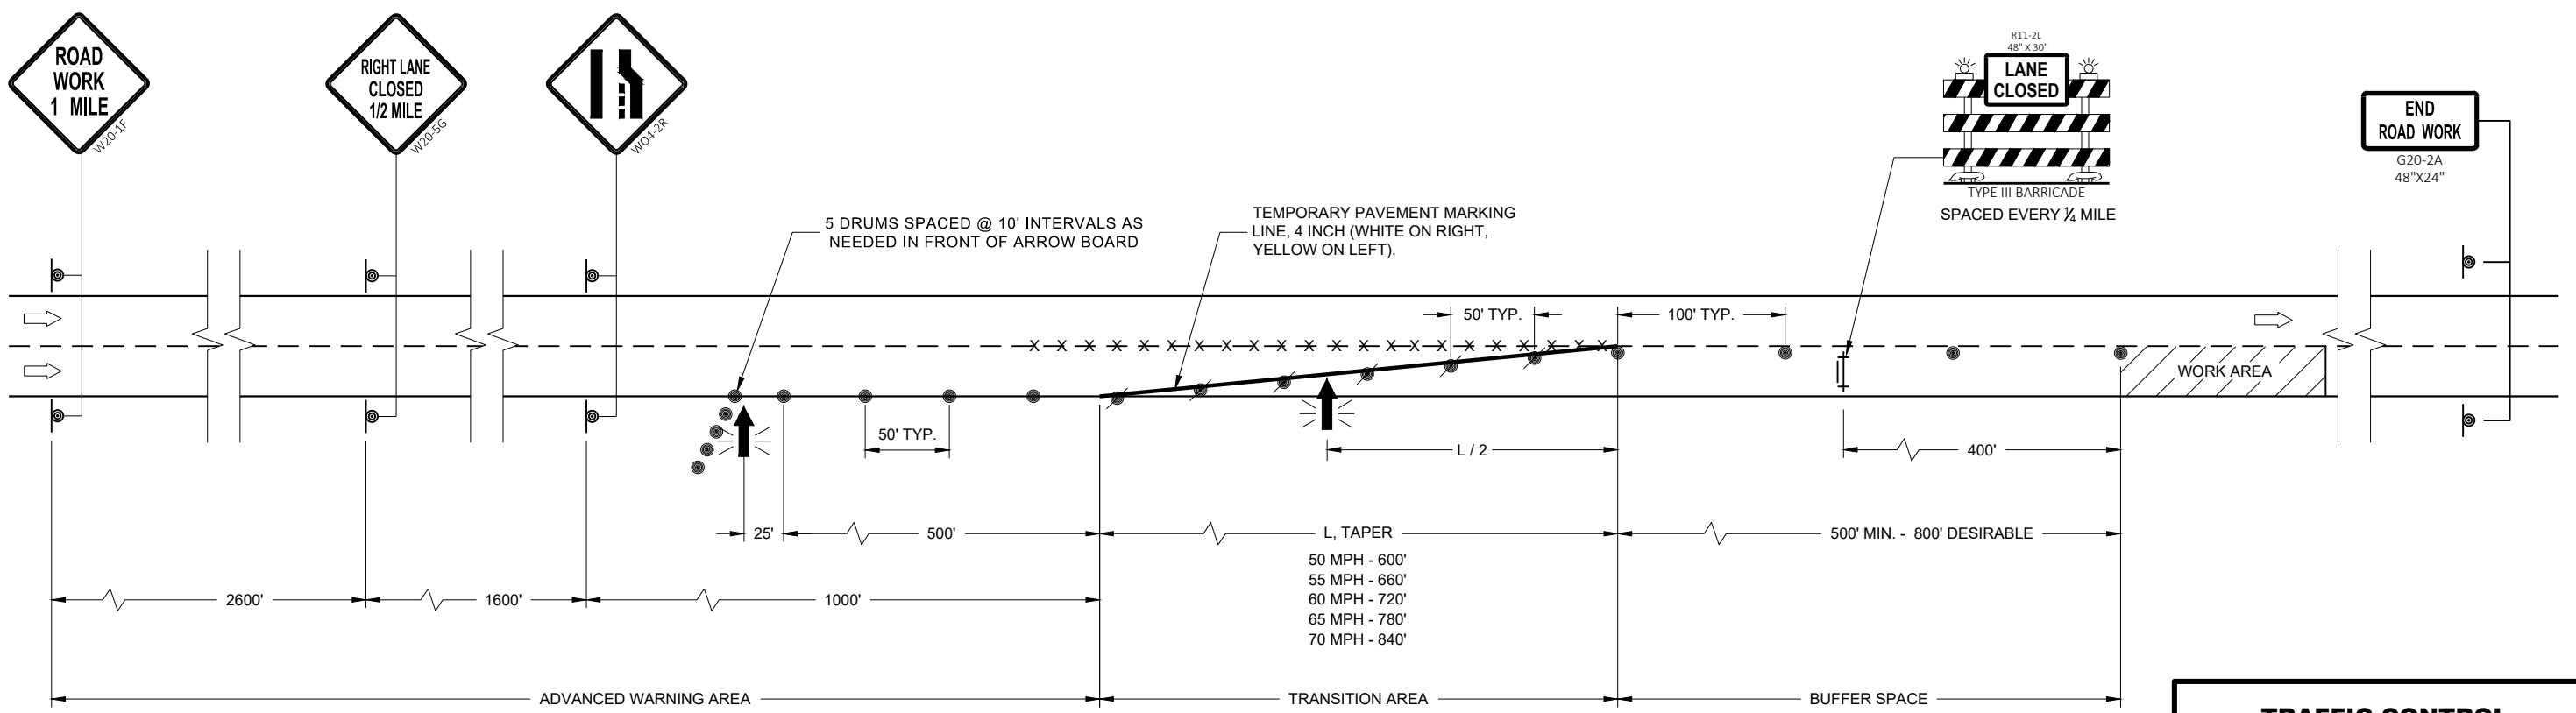 ROAD
WORK
1 MILE
W20-1F
RIGHT LANE
CLOSED
1/2 MILE
W20-5G
WO4-2R
R11-2L
48" X 30"
LANE
CLOSED
TYPE III BARRICADE
SPACED EVERY ¼ MILE
END
ROAD WORK
G20-2A
48"X24"
5 DRUMS SPACED @ 10' INTERVALS AS
NEEDED IN FRONT OF ARROW BOARD
TEMPORARY PAVEMENT MARKING
LINE, 4 INCH (WHITE ON RIGHT,
YELLOW ON LEFT).
50' TYP.
100' TYP.
X X X X X X X X X X X X X X X X X X X X X X
WORK AREA
50' TYP.
L / 2
400'
25'
500'
L, TAPER
500' MIN. - 800' DESIRABLE
50 MPH - 600'
55 MPH - 660'
60 MPH - 720'
65 MPH - 780'
70 MPH - 840'
2600'
1600'
1000'
ADVANCED WARNING AREA
TRANSITION AREA
BUFFER SPACE
TRAFFIC CONTROL